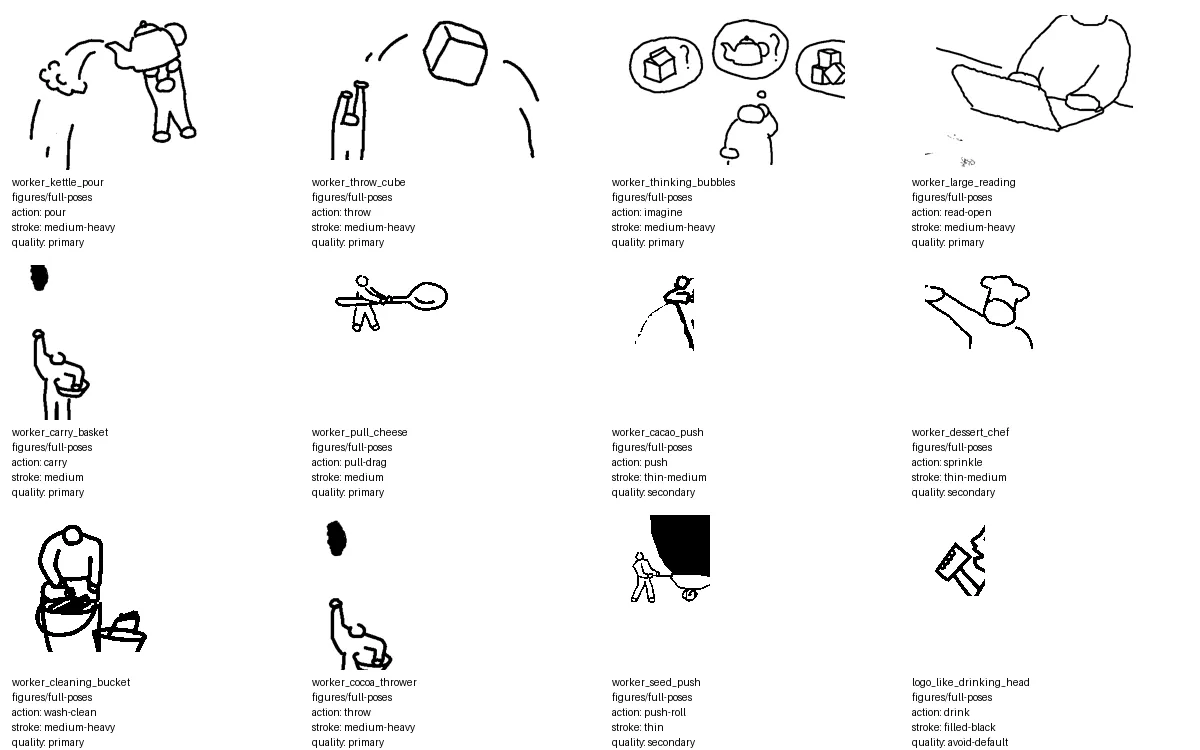 worker_kettle_pour
figures/full-poses
action: pour
stroke: medium-heavy
quality: primary
worker_throw_cube
figures/full-poses
action: throw
stroke: medium-heavy
quality: primary
worker_thinking_bubbles
figures/full-poses
action: imagine
stroke: medium-heavy
quality: primary
worker_large_reading
figures/full-poses
action: read-open
stroke: medium-heavy
quality: primary
worker_carry_basket
figures/full-poses
action: carry
stroke: medium
quality: primary
worker_pull_cheese
figures/full-poses
action: pull-drag
stroke: medium
quality: primary
worker_cacao_push
figures/full-poses
action: push
stroke: thin-medium
quality: secondary
worker_dessert_chef
figures/full-poses
action: sprinkle
stroke: thin-medium
quality: secondary
worker_cleaning_bucket
figures/full-poses
action: wash-clean
stroke: medium-heavy
quality: primary
worker_cocoa_thrower
figures/full-poses
action: throw
stroke: medium-heavy
quality: primary
worker_seed_push
figures/full-poses
action: push-roll
stroke: thin
quality: secondary
logo_like_drinking_head
figures/full-poses
action: drink
stroke: filled-black
quality: avoid-default